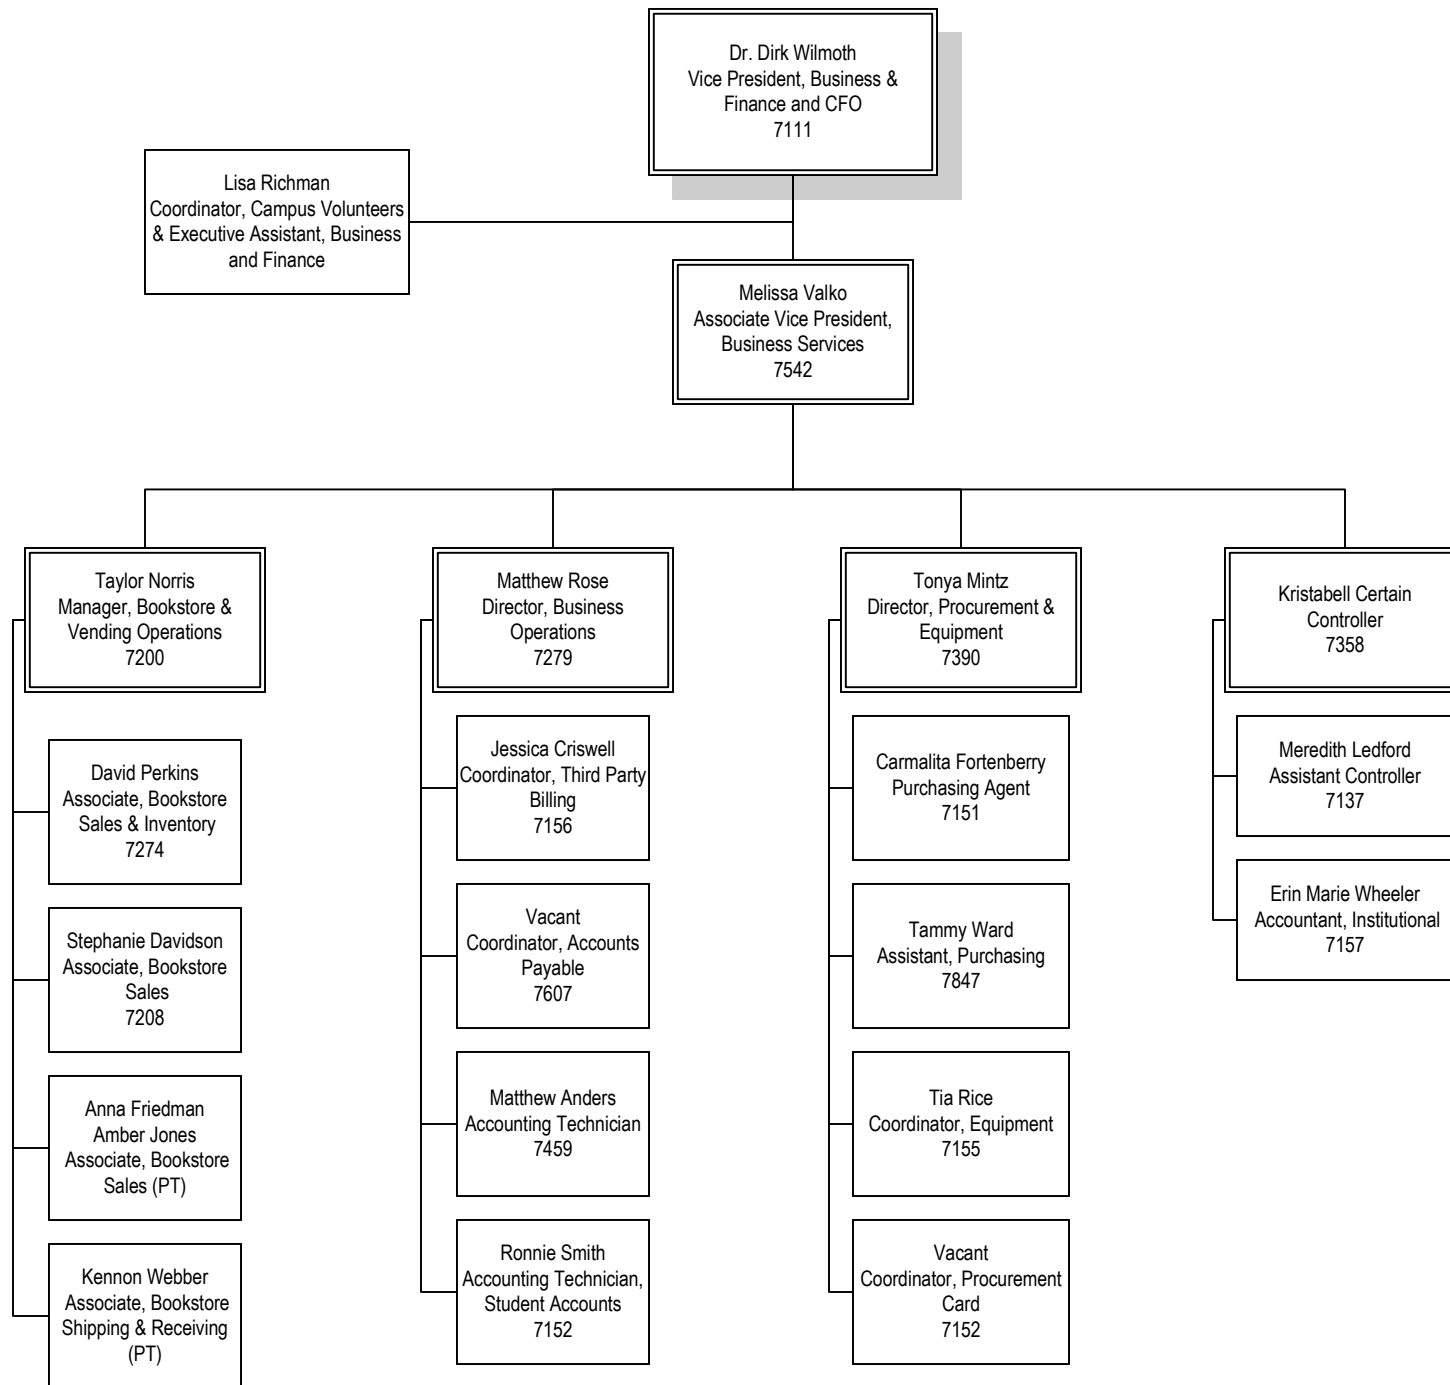 Dr. Dirk Wilmoth
Vice President, Business &
Finance and CFO
7111
Lisa Richman
Coordinator, Campus Volunteers
& Executive Assistant, Business
and Finance
Melissa Valko
Associate Vice President,
Business Services
7542
Taylor Norris
Manager, Bookstore &
Vending Operations
7200
David Perkins
Associate, Bookstore
Sales & Inventory
7274
Stephanie Davidson
Associate, Bookstore
Sales
7208
Anna Friedman
Amber Jones
Associate, Bookstore
Sales (PT)
Kennon Webber
Associate, Bookstore
Shipping & Receiving
(PT)
Matthew Rose
Director, Business
Operations
7279
Jessica Criswell
Coordinator, Third Party
Billing
7156
Vacant
Coordinator, Accounts
Payable
7607
Matthew Anders
Accounting Technician
7459
Ronnie Smith
Accounting Technician,
Student Accounts
7152
Tonya Mintz
Director, Procurement &
Equipment
7390
Carmalita Fortenberry
Purchasing Agent
7151
Tammy Ward
Assistant, Purchasing
7847
Tia Rice
Coordinator, Equipment
7155
Vacant
Coordinator, Procurement
Card
7152
Kristabell Certain
Controller
7358
Meredith Ledford
Assistant Controller
7137
Erin Marie Wheeler
Accountant, Institutional
7157